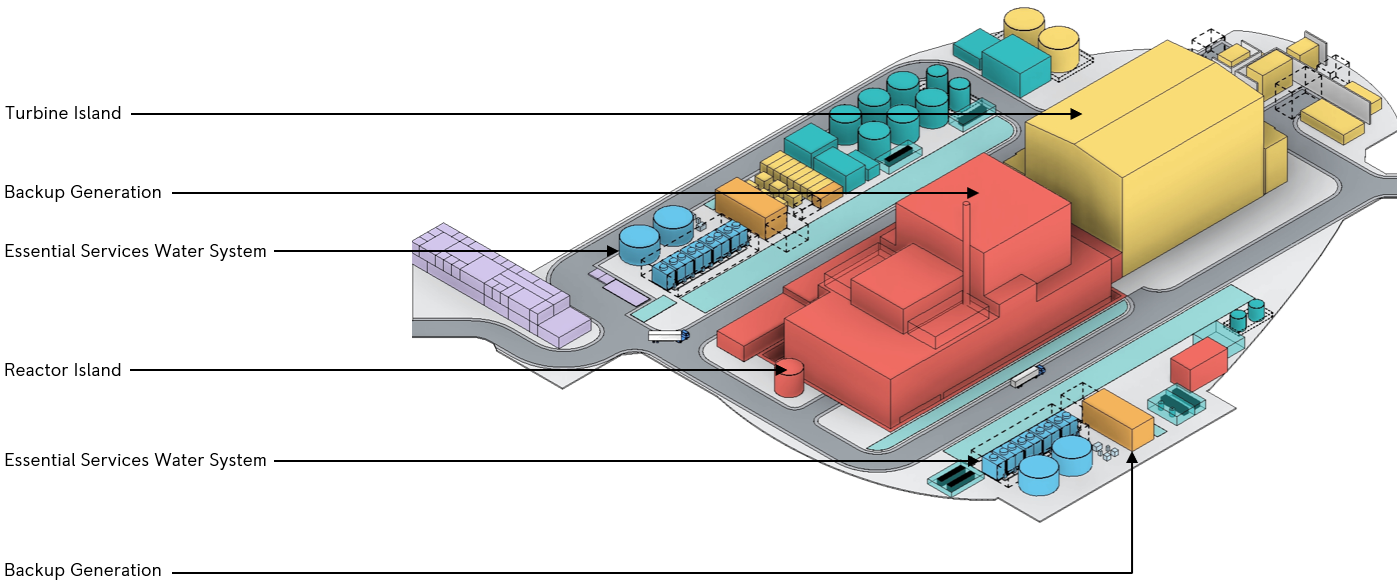 Turbine Island
Backup Generation
Essential Services Water System
Reactor Island
Essential Services Water System
Backup Generation